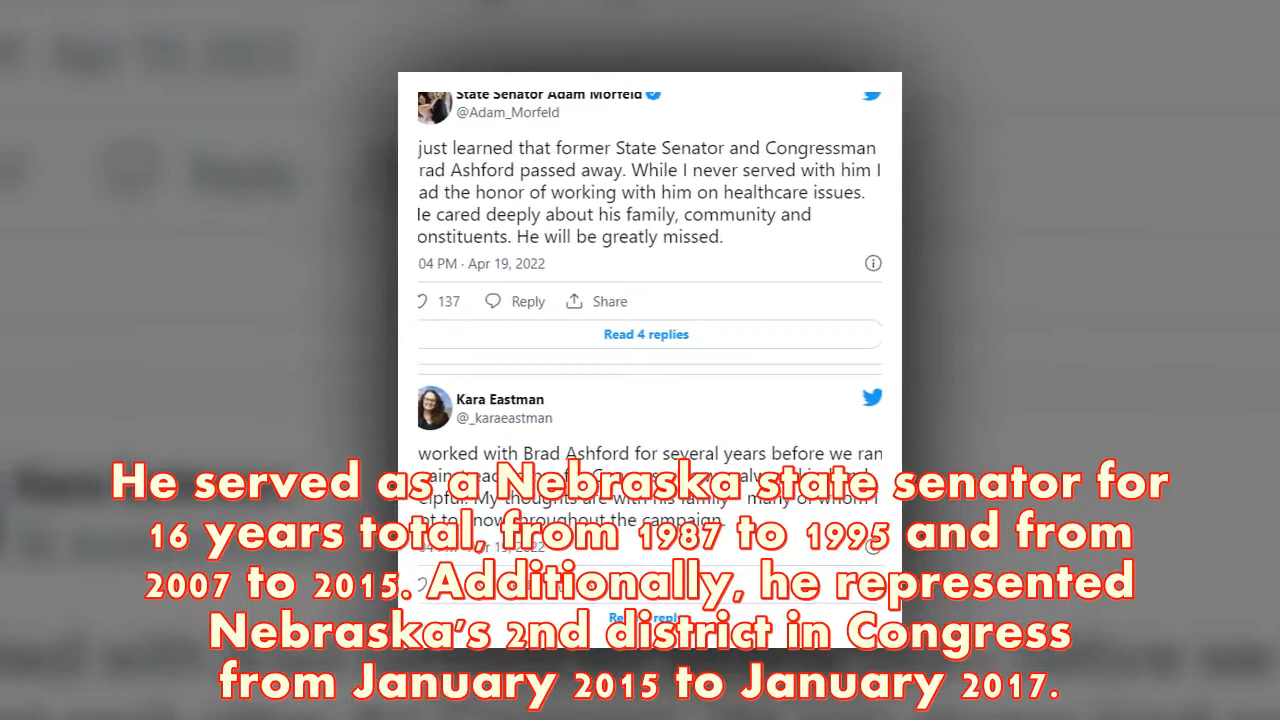 State Senator Adam Morfeld
@Adam_Morfeld
just learned that former State Senator and Congressman
rad Ashford passed away. While I never served with him I
ad the honor of working with him on healthcare issues.
le cared deeply about his family, community and
onstituents. He will be greatly missed.
04 PM · Apr 19, 2022
137 Reply Share
Read 4 replies
Kara Eastman
@_karaeastman
worked with Brad Ashford for several years before we ran
He served as a Nebraska state senator for
16 years total, from 1987 to 1995 and from
2007 to 2015. Additionally, he represented
Nebraska's 2nd district in Congress
from January 2015 to January 2017.